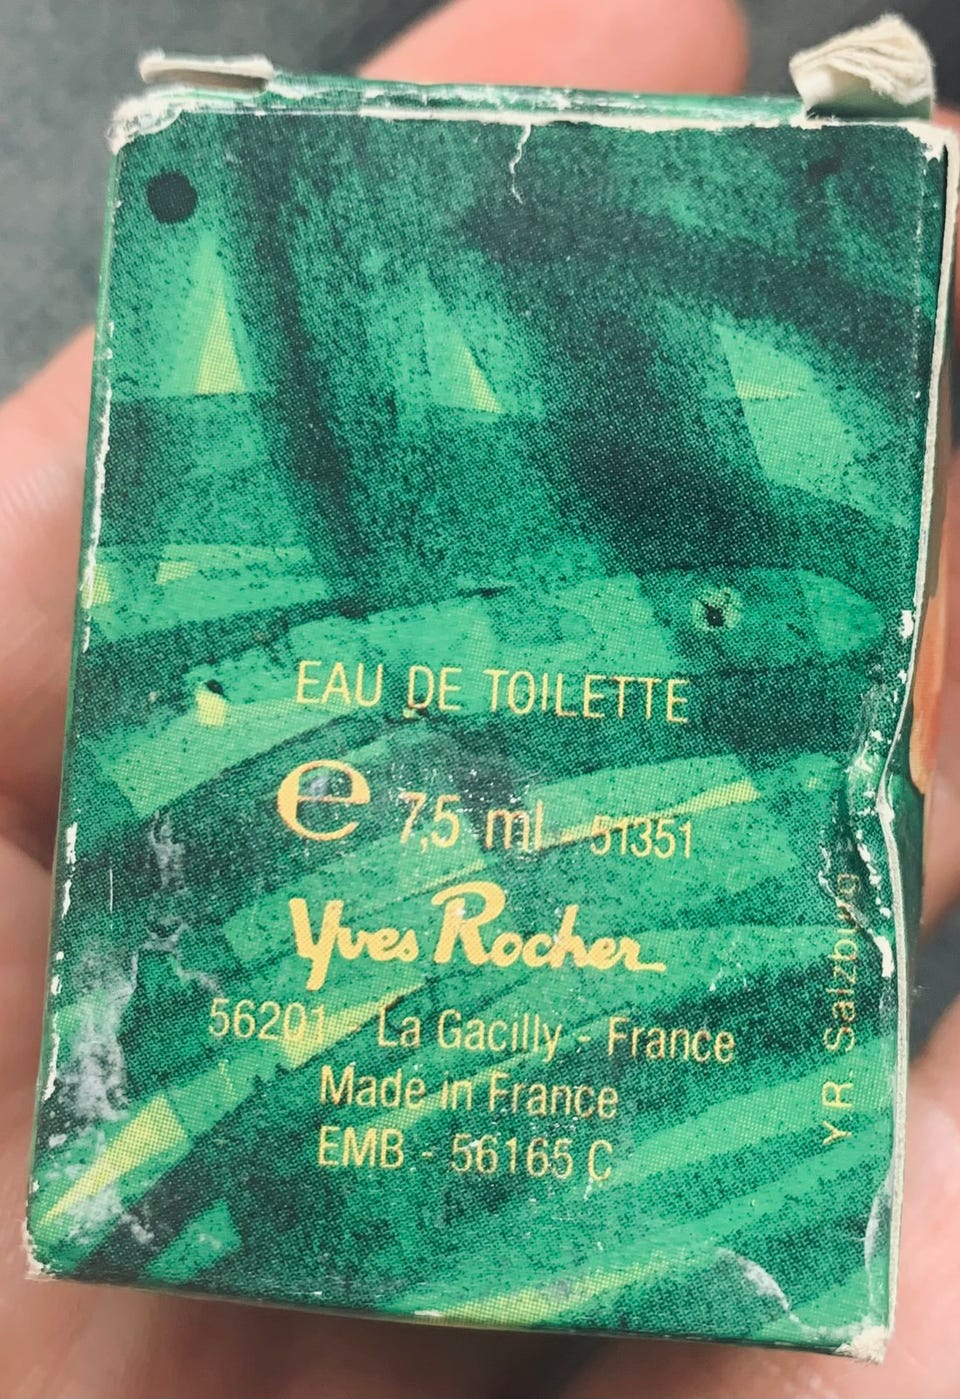 EAU DE TOILETTE
e 7,5 ml - 51351
Yves Rocher
56201 La Gacilly - France
Made in France
EMB - 56165 C
Y.R. Salzburg